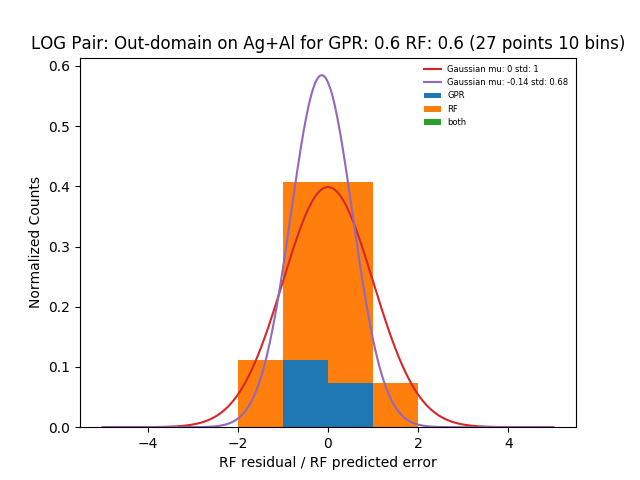 LOG Pair: Out-domain on Ag+Al for GPR: 0.6 RF: 0.6 (27 points 10 bins)
Gaussian mu: 0 std: 1
Gaussian mu: -0.14 std: 0.68
GPR
RF
both
0.6
0.5
0.4
0.3
0.2
0.1
0.0
Normalized Counts
−4
−2
0
2
4
RF residual / RF predicted error